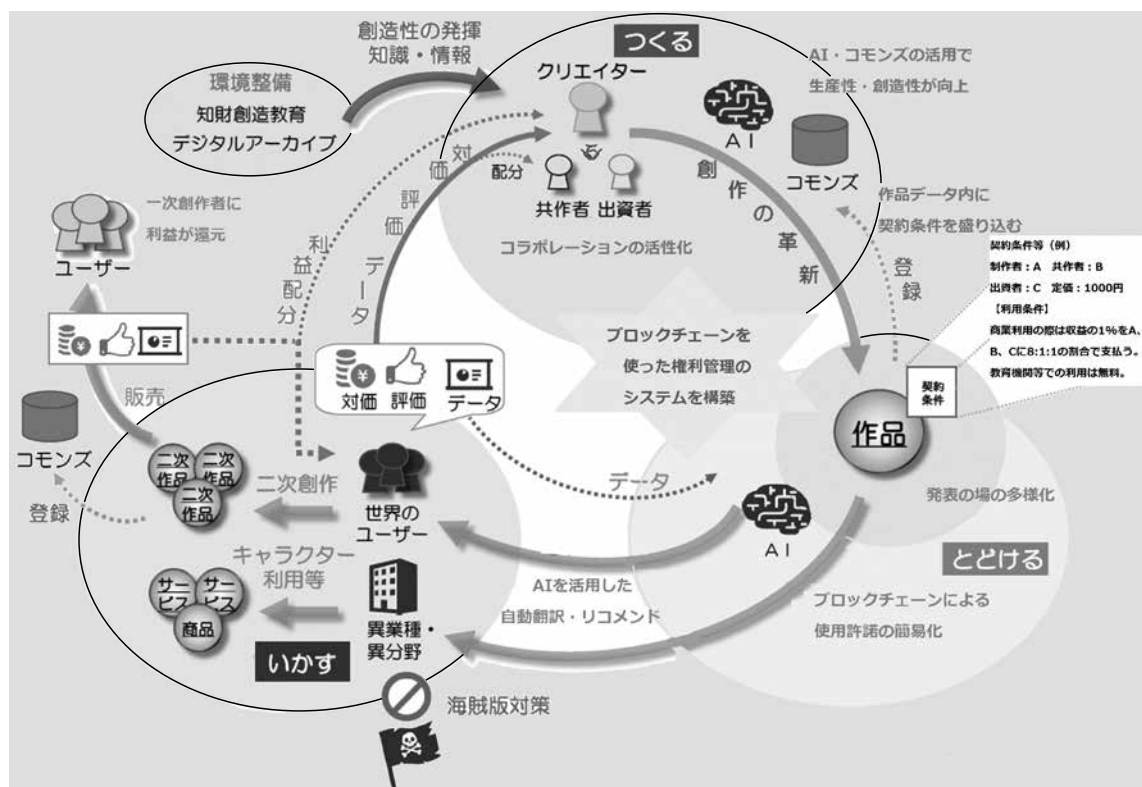 創造性の発揮
知識・情報
環境整備
知財創造教育
デジタルアーカイブ
つくる
クリエイター
AI・コモンズの活用で
生産性・創造性が向上
AI
コモンズ
対価
評価
データ
配分
共作者
出資者
コラボレーションの活性化
創作の革新
作品データ内に
契約条件を盛り込む
登録
契約条件等(例)
制作者:A 共作者:B
出資者:C 定価:1000円
【利用条件】
商業利用の際は収益の1%をA、
B、Cに8:1:1の割合で支払う。
教育機関等での利用は無料。
契約
条件
作品
一次創作者に
利益が還元
ユーザー
利益配分
¥
販売
ブロックチェーンを
使った権利管理の
システムを構築
¥
対価 評価 データ
コモンズ
登録
二次
作品
二次
作品
二次
作品
二次創作
世界の
ユーザー
データ
AI
発表の場の多様化
とどける
キャラクター
利用等
サー
ビス
サー
ビス
商品
異業種・
異分野
いかす
AIを活用した
自動翻訳・リコメンド
ブロックチェーンによる
使用許諾の簡易化
海賊版対策